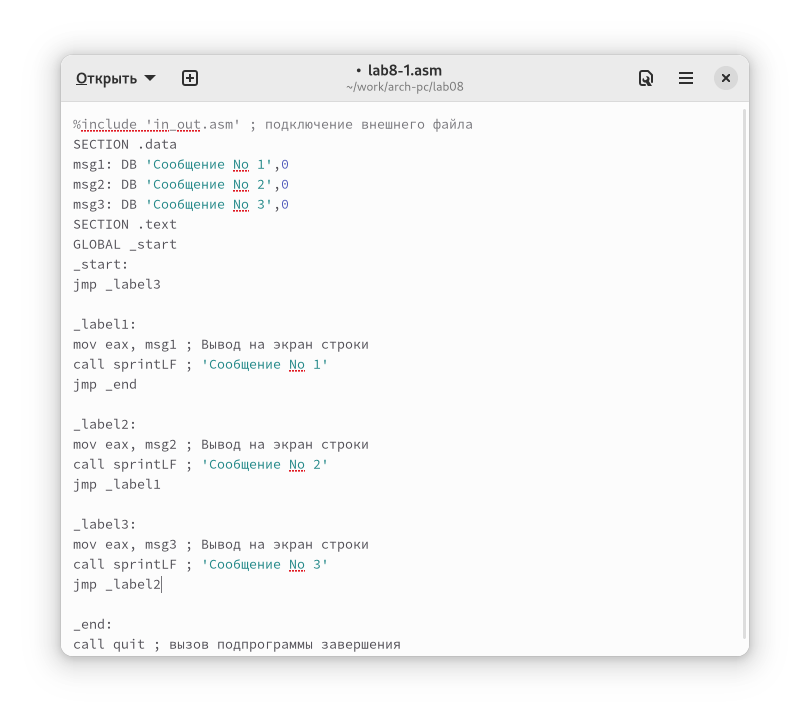 Открыть
• lab8-1.asm
~/work/arch-pc/lab08
%include 'in_out.asm' ; подключение внешнего файла
SECTION .data
msg1: DB 'Сообщение No 1',0
msg2: DB 'Сообщение No 2',0
msg3: DB 'Сообщение No 3',0
SECTION .text
GLOBAL _start
_start:
jmp _label3
_label1:
mov eax, msg1 ; Вывод на экран строки
call sprintLF ; 'Сообщение No 1'
jmp _end
_label2:
mov eax, msg2 ; Вывод на экран строки
call sprintLF ; 'Сообщение No 2'
jmp _label1
_label3:
mov eax, msg3 ; Вывод на экран строки
call sprintLF ; 'Сообщение No 3'
jmp _label2
_end:
call quit ; вызов подпрограммы завершения